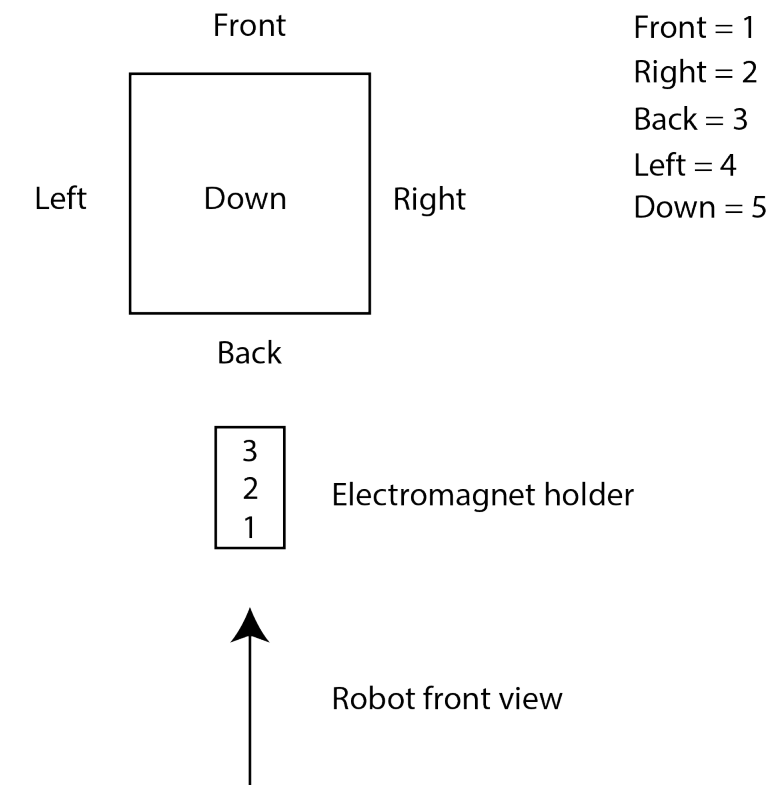 Front
Left
Down
Right
Back
Front = 1
Right = 2
Back = 3
Left = 4
Down = 5
3
2
1
Electromagnet holder
Robot front view